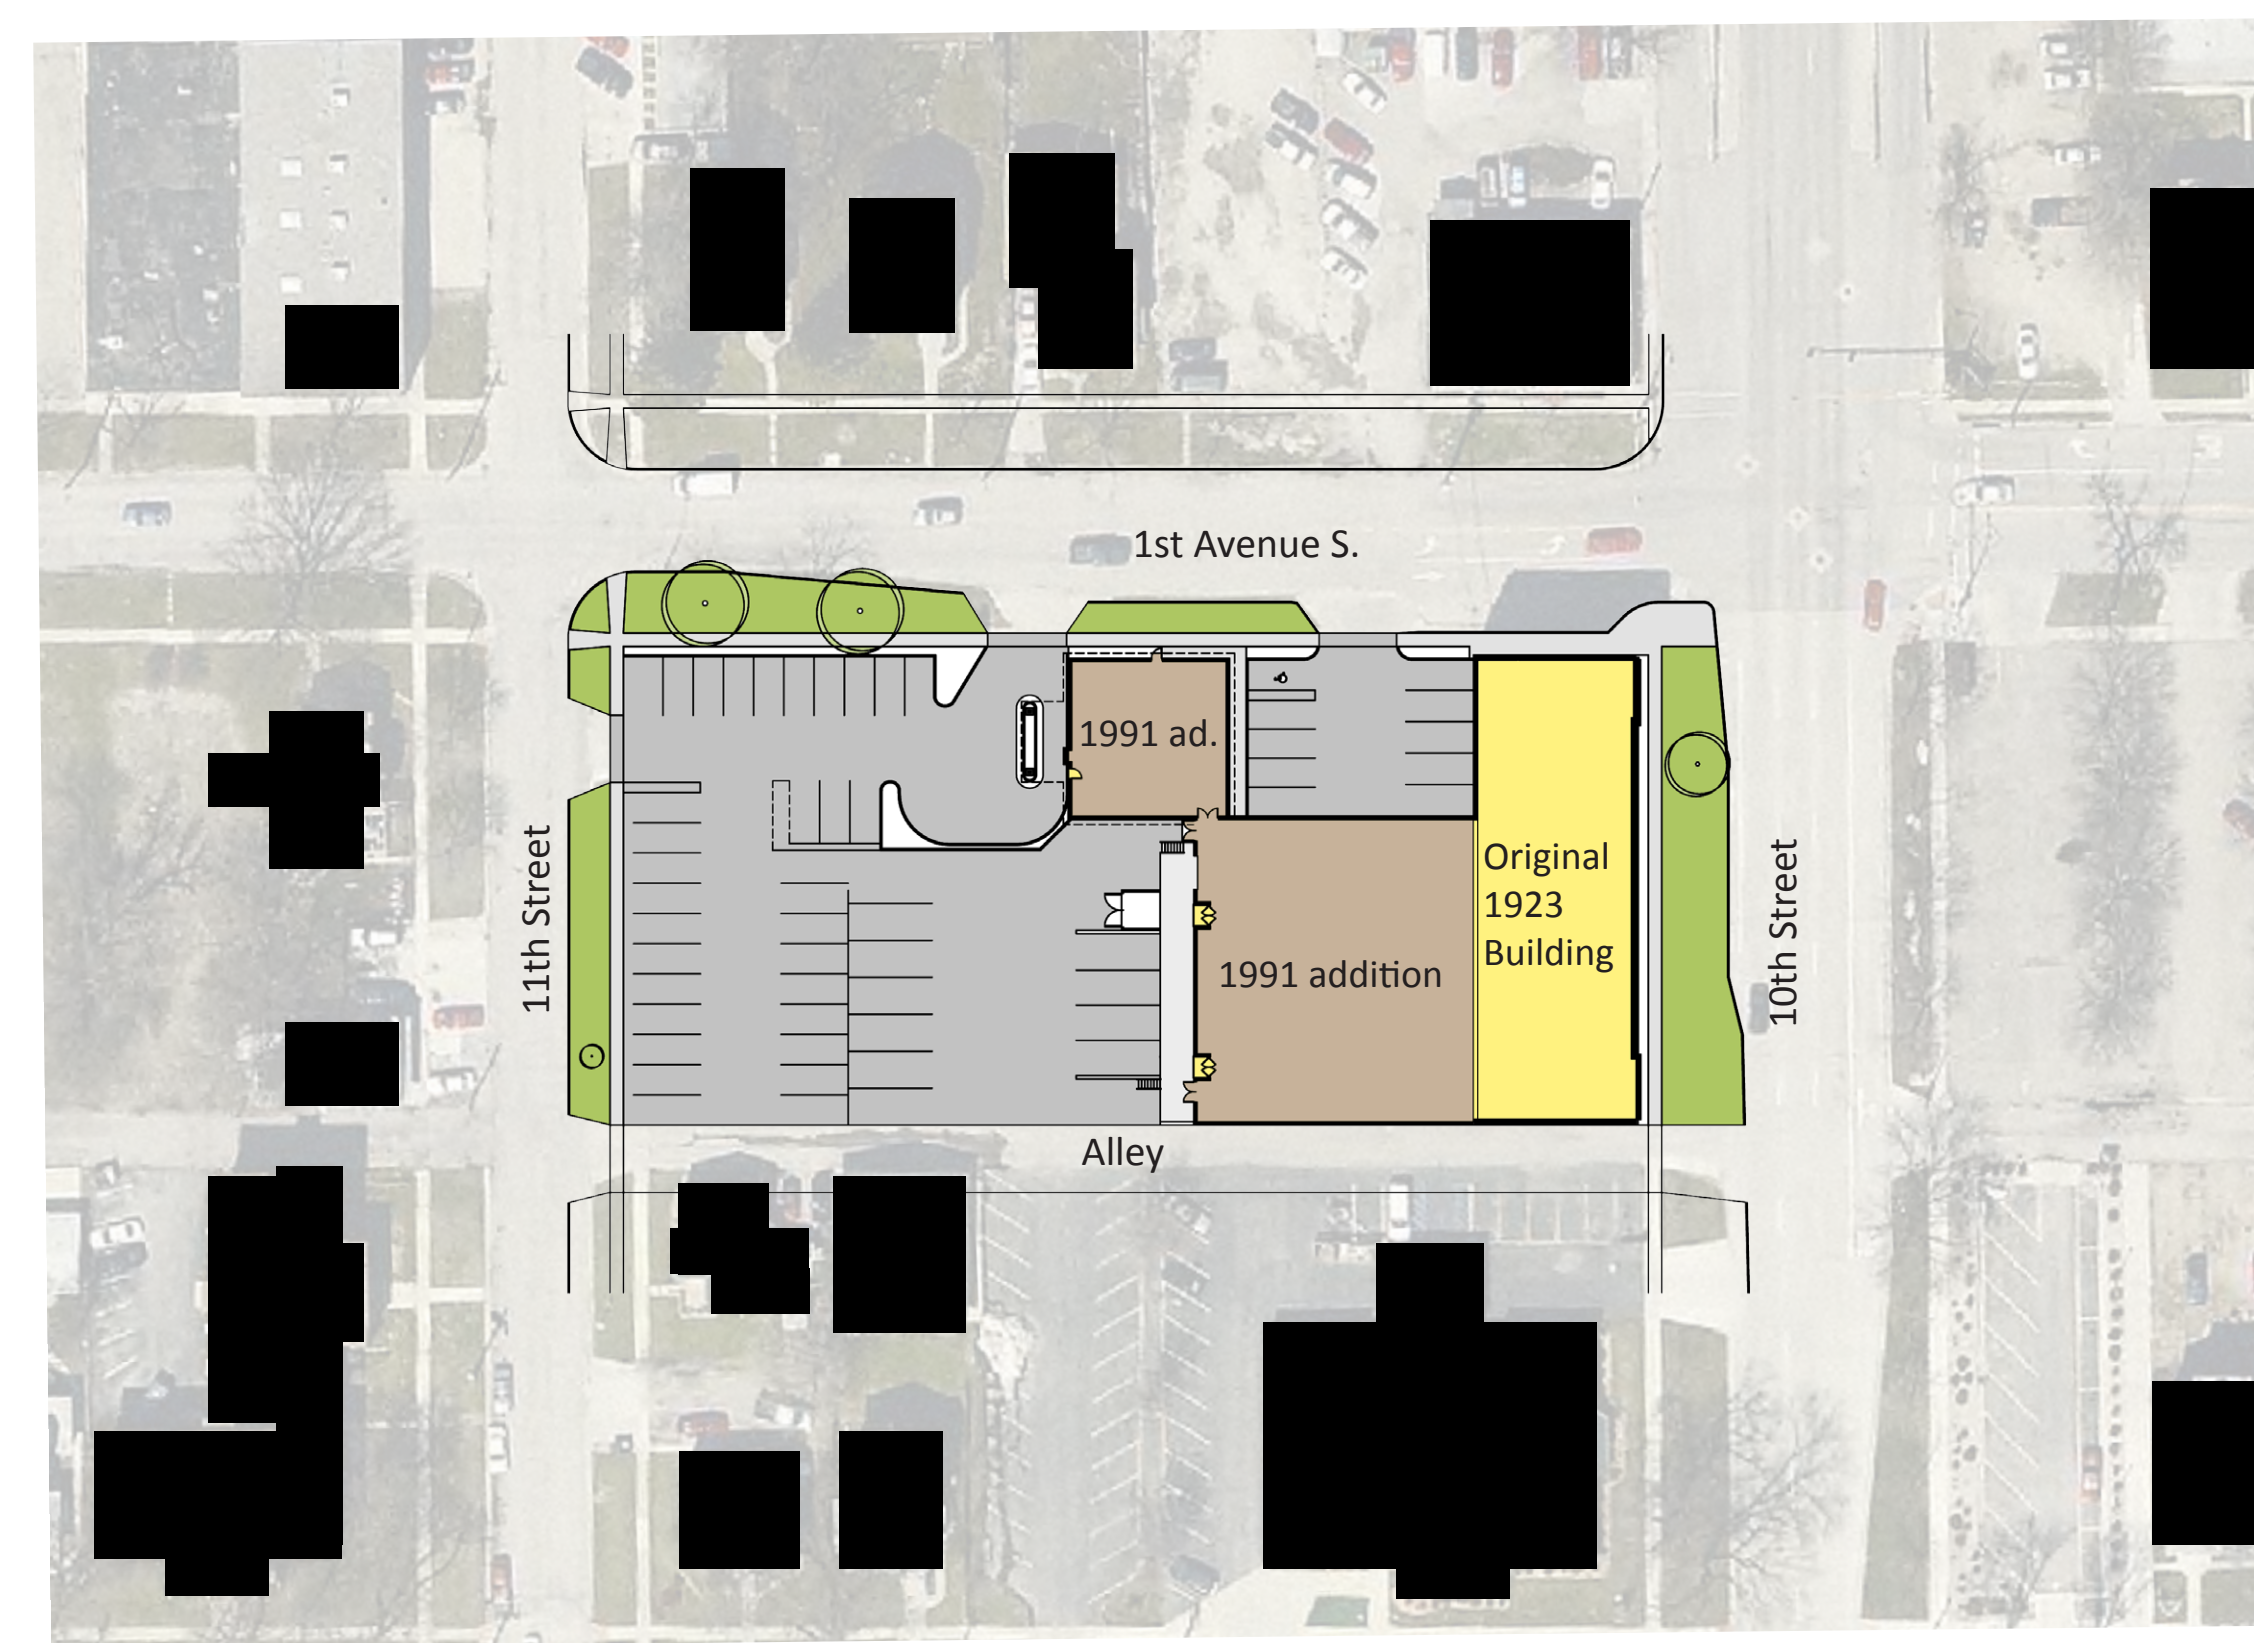 1st Avenue S.
1991 ad.
Original
1923
Building
1991 addition
11th Street
10th Street
Alley